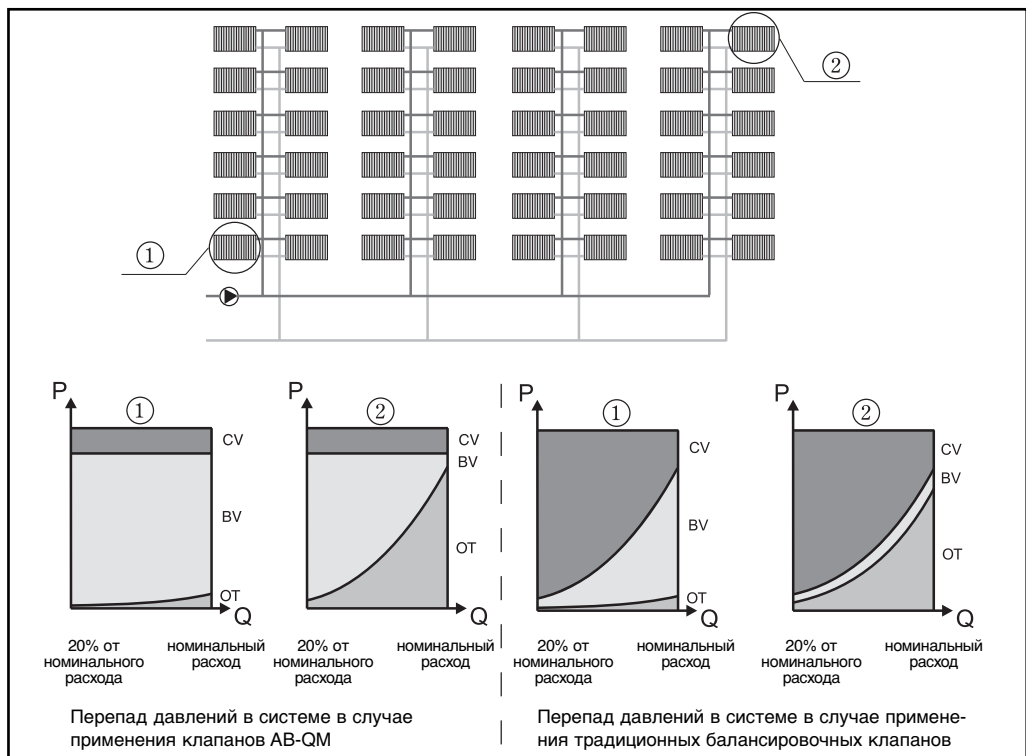 ②
①
P
①
CV
BV
OT
Q
20% от
номинального
расхода
номинальный
расход
P
②
CV
BV
OT
Q
20% от
номинального
расхода
номинальный
расход
Перепад давлений в системе в случае
применения клапанов AB-QM
P
①
CV
BV
OT
Q
20% от
номинального
расхода
номинальный
расход
P
②
CV
BV
OT
Q
20% от
номинального
расхода
номинальный
расход
Перепад давлений в системе в случае примене-
ния традиционных балансировочных клапанов